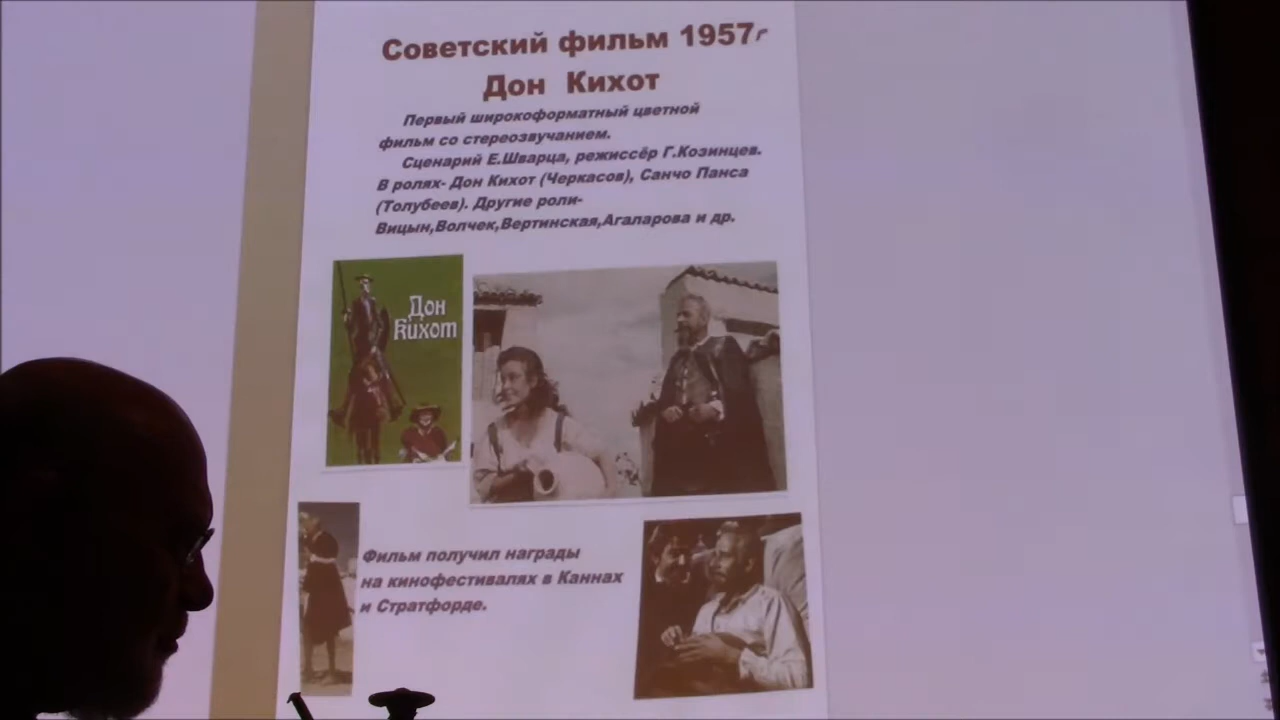 Советский фильм 1957г
Дон Кихот
Первый широкоформатный цветной
фильм со стереозвучанием.
Сценарий Е.Шварца, режиссёр Г.Козинцев.
В ролях- Дон Кихот (Черкасов), Санчо Панса
(Толубеев). Другие роли-
Вицын,Волчек,Вертинская,Агаларова и др.
Дон
Кихот
Фильм получил награды
на кинофестивалях в Каннах
и Стратфорде.